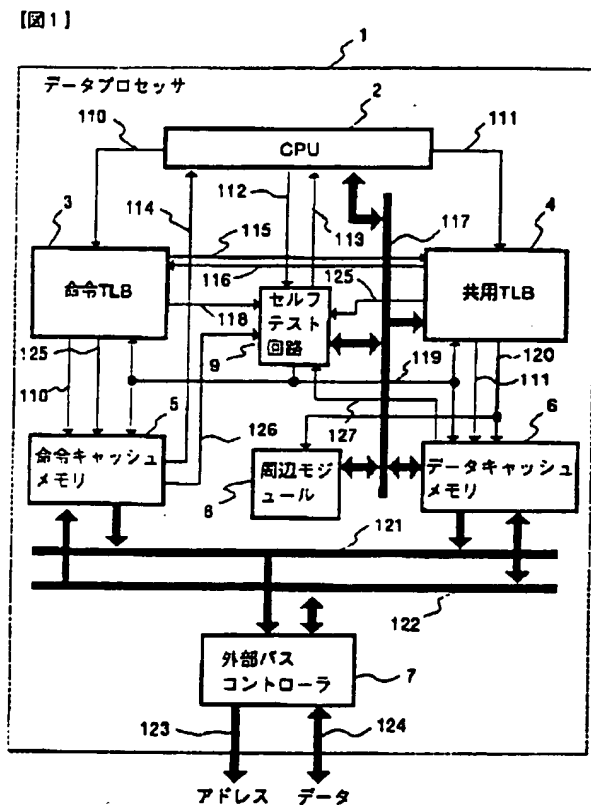 【図1】
1
データプロセッサ
2
110
CPU
111
3
114
112
113
115
117
4
116
125
命令TLB
118
セルフ
テスト
回路
共用TLB
9
125
110
119
120
111
5
126
127
6
命令キャッシュ
メモリ
周辺モジ
ュール
8
データキャッシュ
メモリ
121
122
外部バス
コントローラ
7
123
124
アドレス
データ